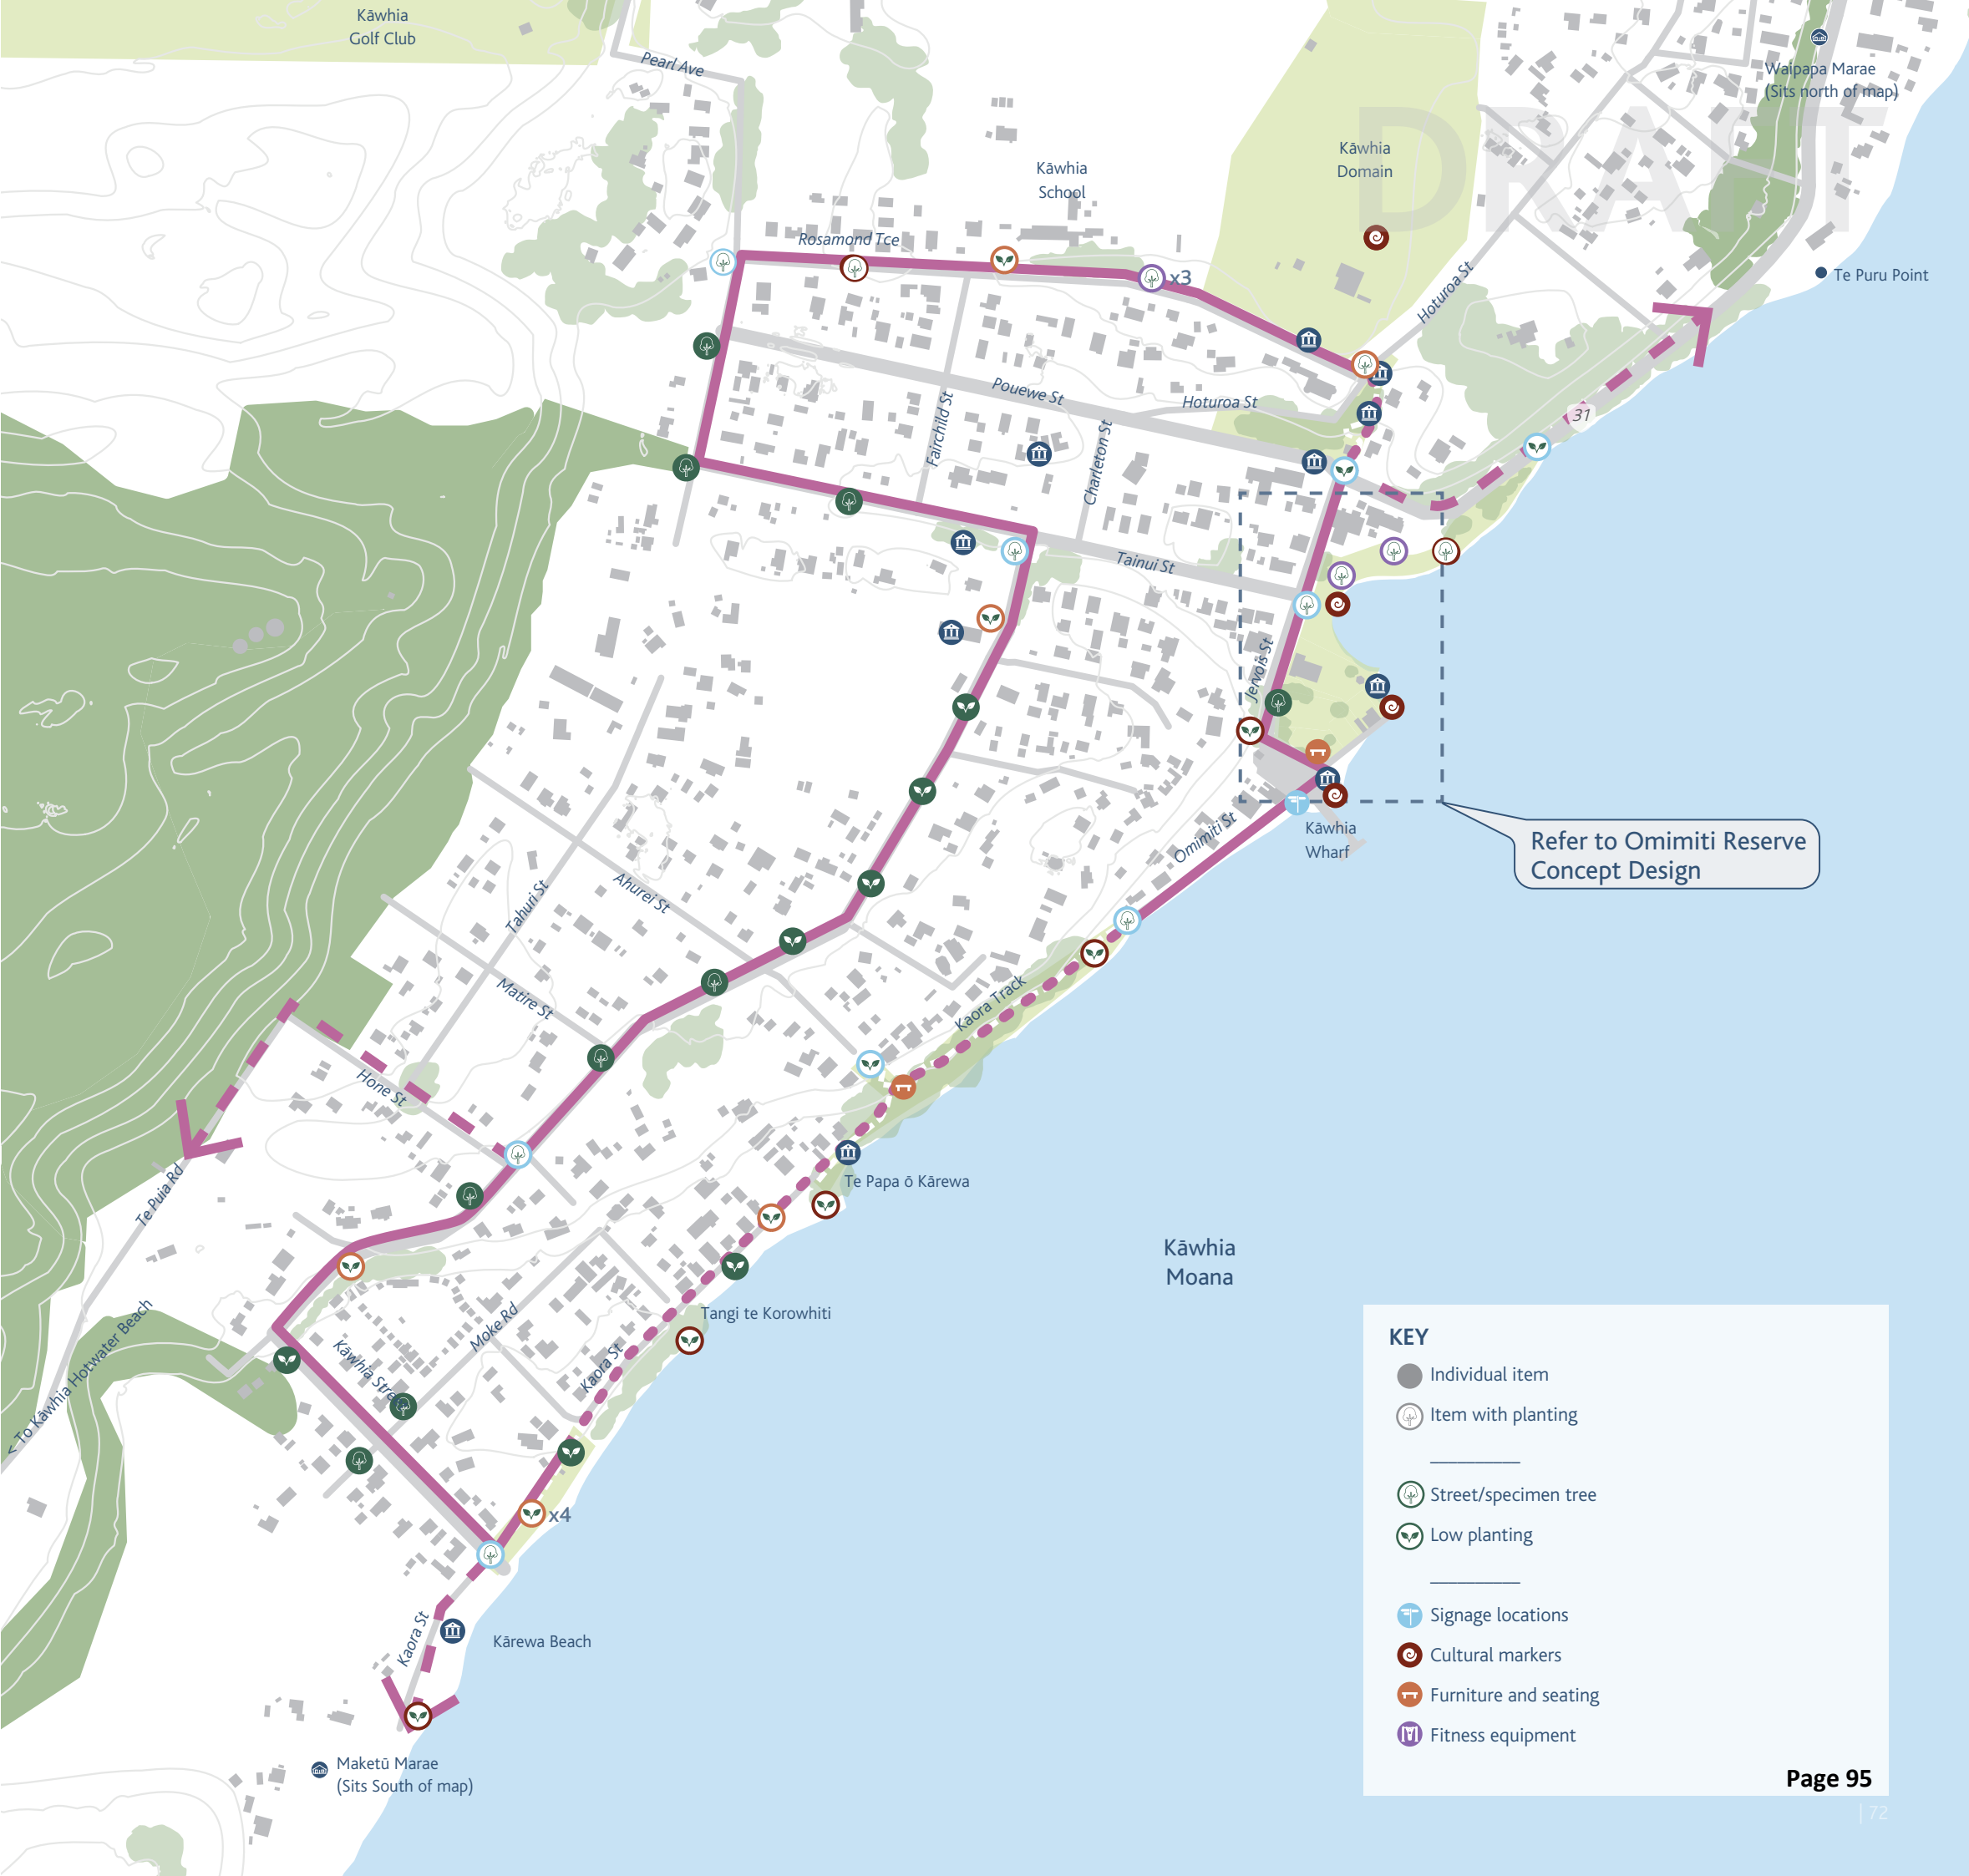 Kāwhia
Golf Club
Pearl Ave
Waipapa Marae
(Sits north of map)
DRAFT
Kāwhia
Domain
Kāwhia
School
Rosamond Tce
x3
Hoturoa St
Te Puru Point
Pouewe St
Hoturoa St
Fairchild St
Charleton St
31
Tainui St
Jervois St
Omimiti St
Kāwhia
Wharf
Refer to Omimiti Reserve
Concept Design
Tahuri St
Ahurei St
Matire St
Kaora Track
Hone St
Te Puia Rd
Te Papa ō Kārewa
Kāwhia
Moana
Tangi te Korowhiti
Moke Rd
Kāwhia Stre
Kaora St
< To Kāwhia Hotwater Beach
x4
Kaora St
Kārewa Beach
Maketū Marae
(Sits South of map)
KEY
Individual item
Item with planting
Street/specimen tree
Low planting
Signage locations
Cultural markers
Furniture and seating
Fitness equipment
Page 95
| 72